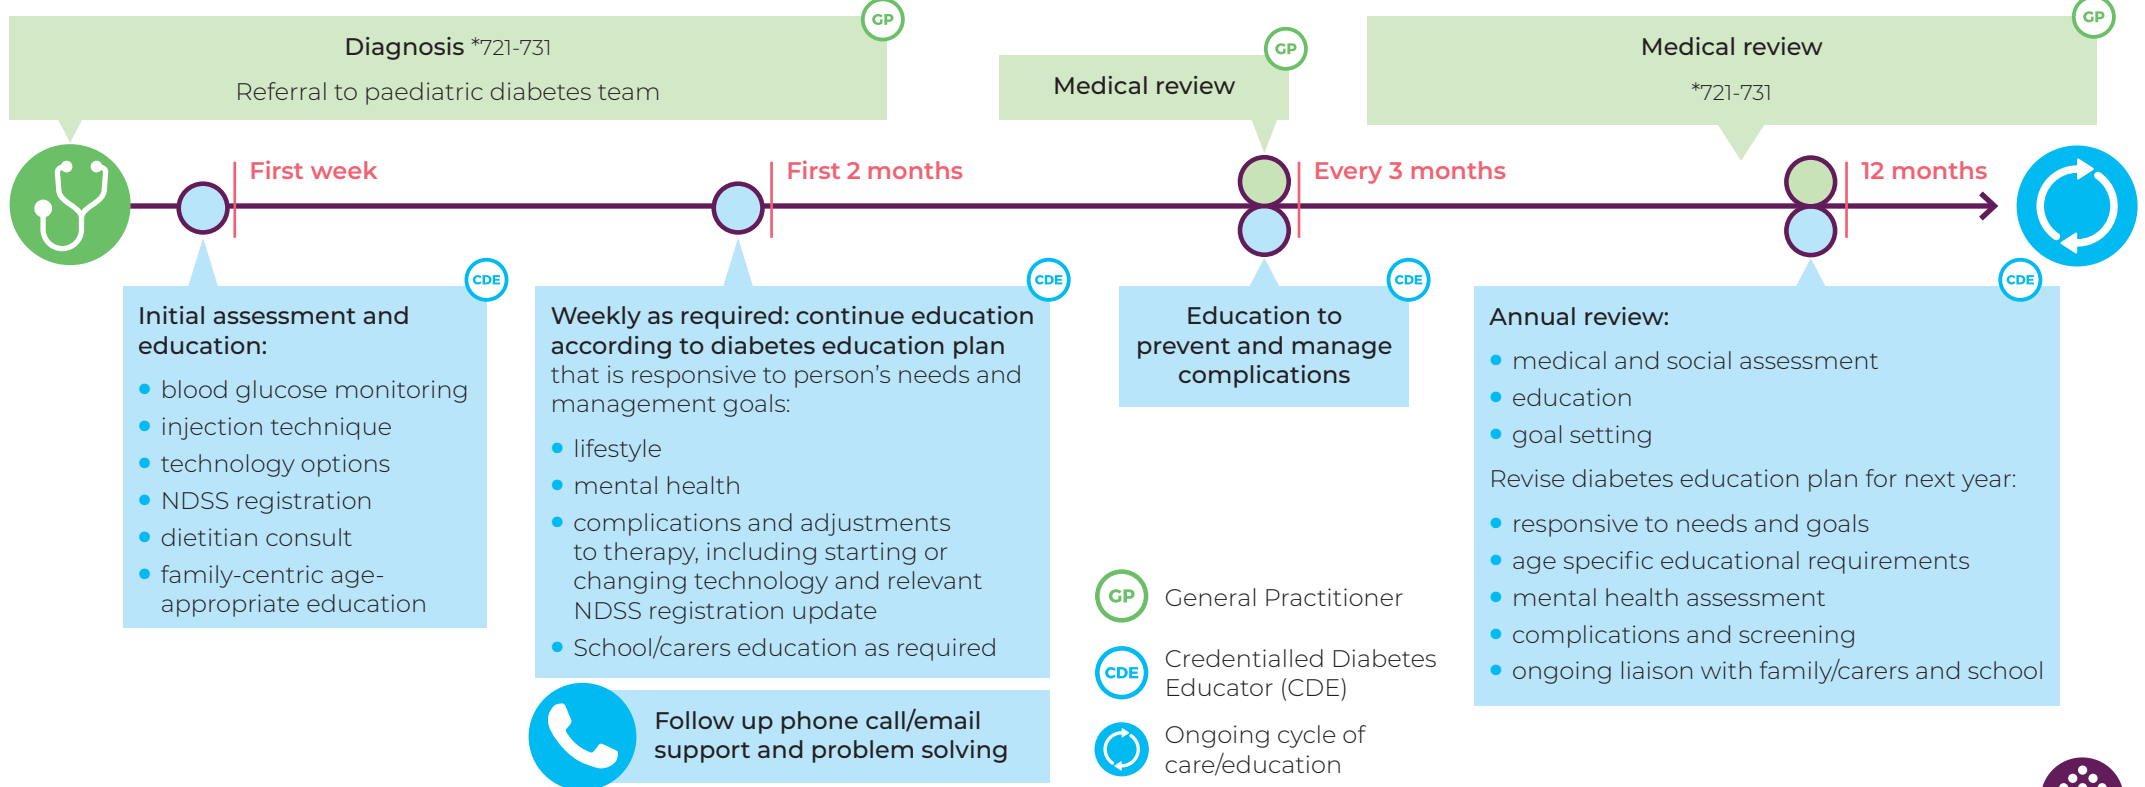 GP
Diagnosis *721-731
Referral to paediatric diabetes team
GP
Medical review
GP
Medical review
*721-731
First week
First 2 months
Every 3 months
12 months
CDE
Initial assessment and
education:
• blood glucose monitoring
• injection technique
• technology options
• NDSS registration
• dietitian consult
• family-centric age-
appropriate education
CDE
Weekly as required: continue education
according to diabetes education plan
that is responsive to person’s needs and
management goals:
• lifestyle
• mental health
• complications and adjustments
to therapy, including starting or
changing technology and relevant
NDSS registration update
• School/carers education as required
Follow up phone call/email
support and problem solving
CDE
Education to
prevent and manage
complications
CDE
Annual review:
• medical and social assessment
• education
• goal setting
Revise diabetes education plan for next year:
• responsive to needs and goals
• age specific educational requirements
• mental health assessment
• complications and screening
• ongoing liaison with family/carers and school
GP General Practitioner
CDE Credentialled Diabetes
Educator (CDE)
Ongoing cycle of
care/education